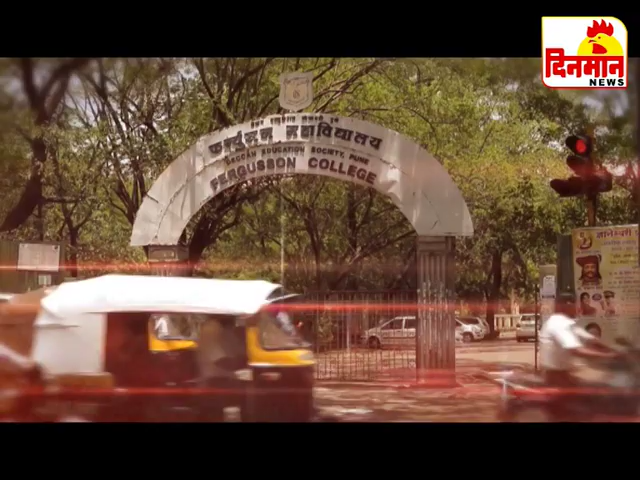 दिनमान
NEWS
फर्ग्युसन महाविद्यालय
DECCAN EDUCATION SOCIETY, PUNE
FERGUSSON COLLEGE